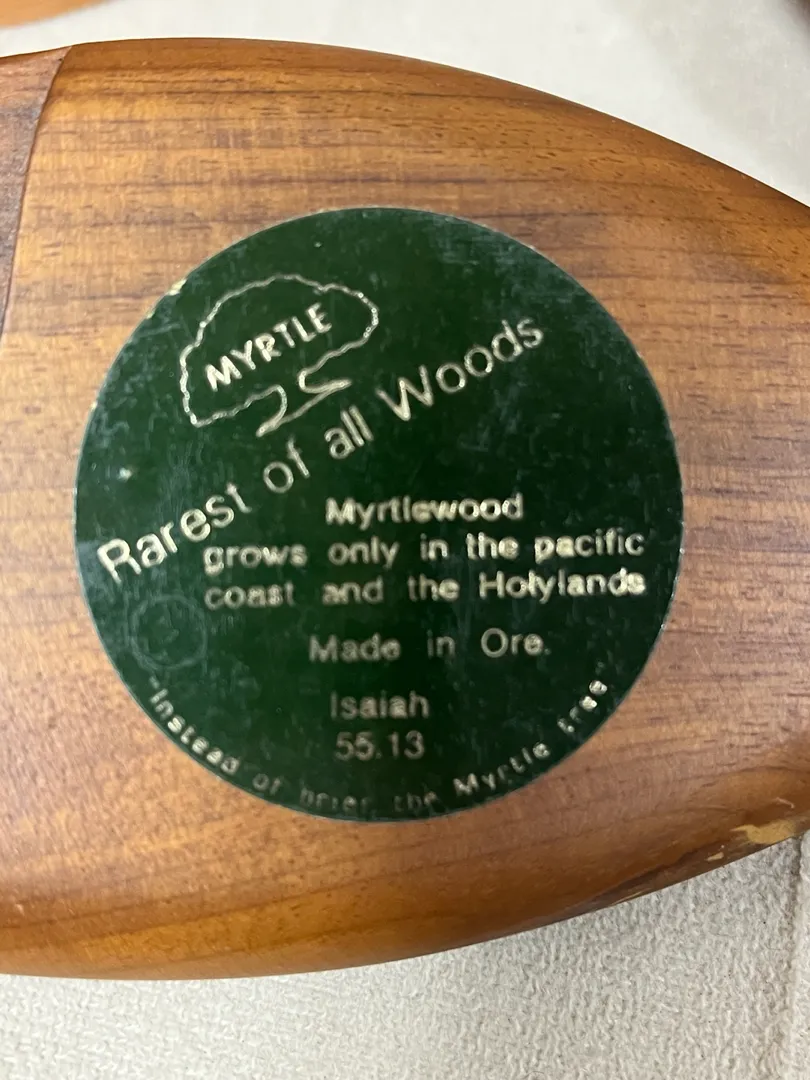 MYRTLE
Rarest of all Woods
Myrtlewood
grows only in the pacific
coast and the Holylands
Made in Ore.
Isaiah
55.13
"Instead of brier the Myrtle tree"